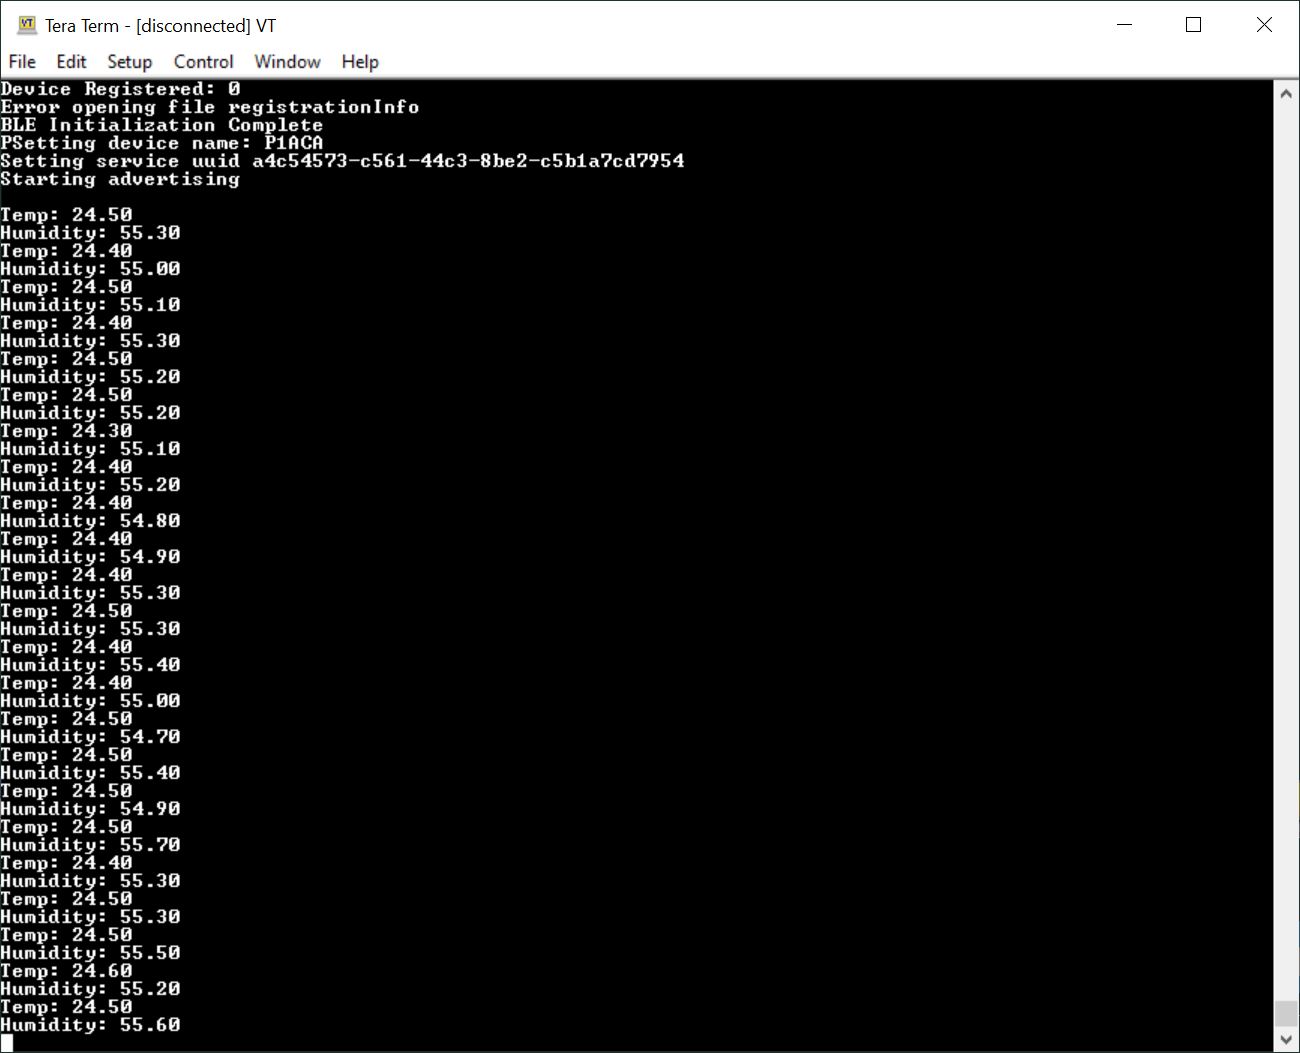 Tera Term - [disconnected] VT
File Edit Setup Control Window Help
Device Registered: 0
Error opening file registrationInfo
BLE Initialization Complete
PSetting device name: P1ACA
Setting service uuid a4c54573-c561-44c3-8be2-c5b1a7cd7954
Starting advertising
Temp: 24.50
Humidity: 55.30
Temp: 24.40
Humidity: 55.00
Temp: 24.50
Humidity: 55.10
Temp: 24.40
Humidity: 55.30
Temp: 24.50
Humidity: 55.20
Temp: 24.50
Humidity: 55.20
Temp: 24.30
Humidity: 55.10
Temp: 24.40
Humidity: 55.20
Temp: 24.40
Humidity: 54.80
Temp: 24.40
Humidity: 54.90
Temp: 24.40
Humidity: 55.30
Temp: 24.50
Humidity: 55.30
Temp: 24.40
Humidity: 55.40
Temp: 24.40
Humidity: 55.00
Temp: 24.50
Humidity: 54.70
Temp: 24.50
Humidity: 55.40
Temp: 24.50
Humidity: 54.90
Temp: 24.50
Humidity: 55.70
Temp: 24.40
Humidity: 55.30
Temp: 24.50
Humidity: 55.30
Temp: 24.50
Humidity: 55.50
Temp: 24.60
Humidity: 55.20
Temp: 24.50
Humidity: 55.60